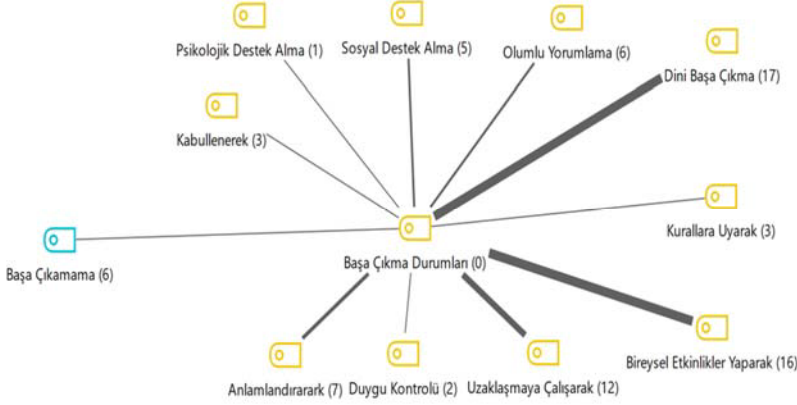 Psikolojik Destek Alma (1)
Sosyal Destek Alma (5)
Olumlu Yorumlama (6)
Dini Başa Çıkma (17)
Kabullenerek (3)
Kurallara Uyarak (3)
Başa Çıkamama (6)
Başa Çıkma Durumları (0)
Bireysel Etkinlikler Yaparak (16)
Anlamlandırarark (7)
Duygu Kontrolü (2)
Uzaklaşmaya Çalışarak (12)